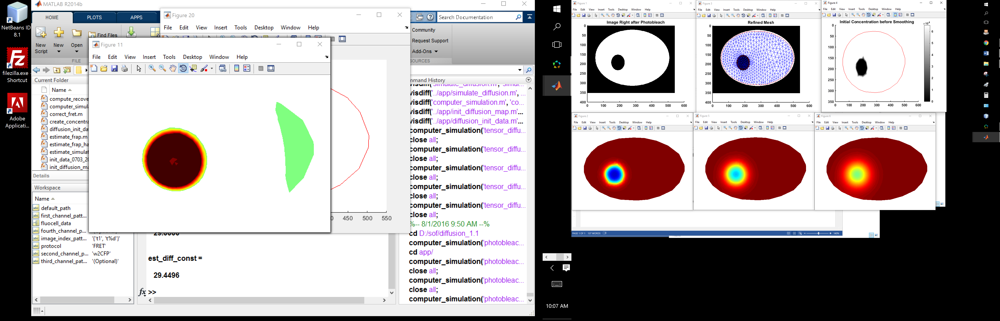 NetBeans ID
8.1
filezilla.exe -
Shortcut
Adobe
Applicati...
MATLAB R2014b
HOME
PLOTS
APPS
New
Script
New
Open
Find Files
FILE
Search Documentation
Community
Request Support
Add-Ons
Current Folder
Name
compute_recove
computer_simula
correct_fret.m
create_concentra
diffusion_init_da
estimate_frap.m
estimate_frap_ha
estimate_simulat
init_data_0703_20
init_diffusion_ma
Details
Workspace
Name
default_path
first_channel_patt...
fluocell_data
fourth_channel_p...
image_index_patt... '{'t1', 't%d'}'
protocol 'FRET'
second_channel_p... 'w2CFP'
third_channel_pat... '(Optional)'
Figure 20
File Edit View Insert Tools Desktop Window Help
450 500 550
Figure 11
File Edit View Insert Tools Desktop Window Help
est_diff_const =
29.4496
fx >>
mmand History
visdiff('../app/simulate_diffusion.m', ...
visdiff('computer_simulation.m', 'co...
visdiff('../app/init_diffusion_map.m'...
visdiff('../app/diffusion_init_data.m'...
computer_simulation('tensor_diffu...
close all;
computer_simulation('tensor_diffu...
close all;
computer_simulation('tensor_diffu...
close all;
computer_simulation('tensor_diffu...
close all;
computer_simulation('tensor_diffu...
close all;
%-- 8/1/2016 9:50 AM --%
cd D:/sof/diffusion_1.1
computer_simulation('photobleac...
cd app/
computer_simulation('photobleac...
close all;
computer_simulation('photobleac...
close all;
computer_simulation('photobleac...
10:07 AM
Figure 1
File Edit View Insert Tools Desktop Window Help
Image Right after Photobleach
0
50
100
150
200
250
300
350
400
0 100 200 300 400 500 600
Figure 3
File Edit View Insert Tools Desktop Window Help
Refined Mesh
0
50
100
150
200
250
300
350
400
0 100 200 300 400 500 600
Figure 4
File Edit View Insert Tools Desktop Window Help
Initial Concentration before Smoothing
×10⁴
0
50
100
150
200
250
300
350
0 100 200 300 400 500 600
6
5
4
3
2
1
0
Figure 2
File Edit View Insert Tools Desktop Window Help
Figure 5
File Edit View Insert Tools Desktop Window Help
Figure 6
File Edit View Insert Tools Desktop Window Help
PAGE 1 OF 1 137 WORDS
140%